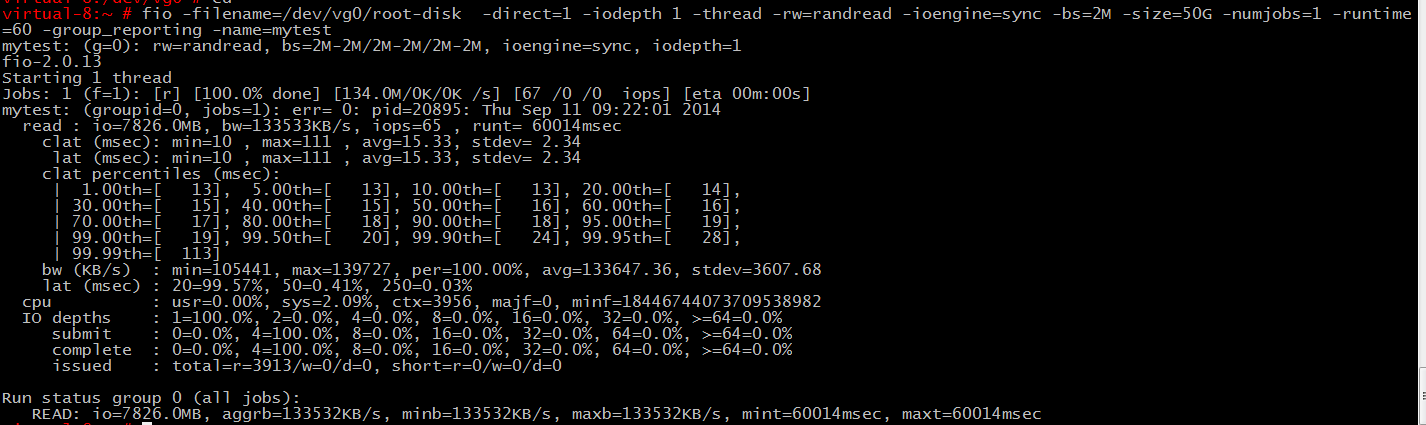 virtual-8:~ # fio -filename=/dev/vg0/root-disk  -direct=1 -iodepth 1 -thread -rw=randread -ioengine=sync -bs=2M -size=50G -numjobs=1 -runtime
=60 -group_reporting -name=mytest
mytest: (g=0): rw=randread, bs=2M-2M/2M-2M/2M-2M, ioengine=sync, iodepth=1
fio-2.0.13
Starting 1 thread
Jobs: 1 (f=1): [r] [100.0% done] [134.0M/0K/0K /s] [67 /0 /0  iops] [eta 00m:00s]
mytest: (groupid=0, jobs=1): err= 0: pid=20895: Thu Sep 11 09:22:01 2014
  read : io=7826.0MB, bw=133533KB/s, iops=65 , runt= 60014msec
    clat (msec): min=10 , max=111 , avg=15.33, stdev= 2.34
     lat (msec): min=10 , max=111 , avg=15.33, stdev= 2.34
    clat percentiles (msec):
     |  1.00th=[   13],  5.00th=[   13], 10.00th=[   13], 20.00th=[   14],
     | 30.00th=[   15], 40.00th=[   15], 50.00th=[   16], 60.00th=[   16],
     | 70.00th=[   17], 80.00th=[   18], 90.00th=[   18], 95.00th=[   19],
     | 99.00th=[   19], 99.50th=[   20], 99.90th=[   24], 99.95th=[   28],
     | 99.99th=[  113]
    bw (KB/s)  : min=105441, max=139727, per=100.00%, avg=133647.36, stdev=3607.68
    lat (msec) : 20=99.57%, 50=0.41%, 250=0.03%
  cpu          : usr=0.00%, sys=2.09%, ctx=3956, majf=0, minf=18446744073709538982
  IO depths    : 1=100.0%, 2=0.0%, 4=0.0%, 8=0.0%, 16=0.0%, 32=0.0%, >=64=0.0%
     submit    : 0=0.0%, 4=100.0%, 8=0.0%, 16=0.0%, 32=0.0%, 64=0.0%, >=64=0.0%
     complete  : 0=0.0%, 4=100.0%, 8=0.0%, 16=0.0%, 32=0.0%, 64=0.0%, >=64=0.0%
     issued    : total=r=3913/w=0/d=0, short=r=0/w=0/d=0
Run status group 0 (all jobs):
   READ: io=7826.0MB, aggrb=133532KB/s, minb=133532KB/s, maxb=133532KB/s, mint=60014msec, maxt=60014msec